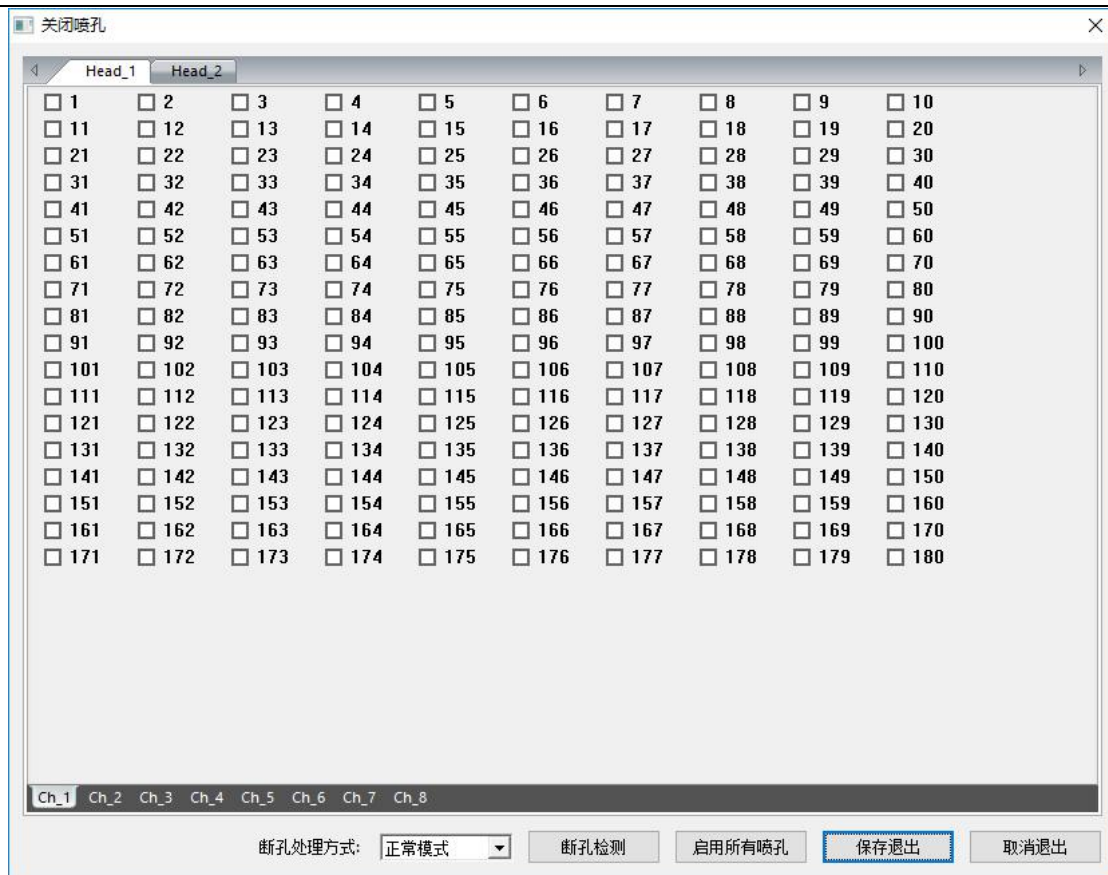 关闭喷孔
Head_1 Head_2
1 2 3 4 5 6 7 8 9 10
11 12 13 14 15 16 17 18 19 20
21 22 23 24 25 26 27 28 29 30
31 32 33 34 35 36 37 38 39 40
41 42 43 44 45 46 47 48 49 50
51 52 53 54 55 56 57 58 59 60
61 62 63 64 65 66 67 68 69 70
71 72 73 74 75 76 77 78 79 80
81 82 83 84 85 86 87 88 89 90
91 92 93 94 95 96 97 98 99 100
101 102 103 104 105 106 107 108 109 110
111 112 113 114 115 116 117 118 119 120
121 122 123 124 125 126 127 128 129 130
131 132 133 134 135 136 137 138 139 140
141 142 143 144 145 146 147 148 149 150
151 152 153 154 155 156 157 158 159 160
161 162 163 164 165 166 167 168 169 170
171 172 173 174 175 176 177 178 179 180
Ch_1 Ch_2 Ch_3 Ch_4 Ch_5 Ch_6 Ch_7 Ch_8
断孔处理方式: 正常模式 断孔检测 启用所有喷孔 保存退出 取消退出